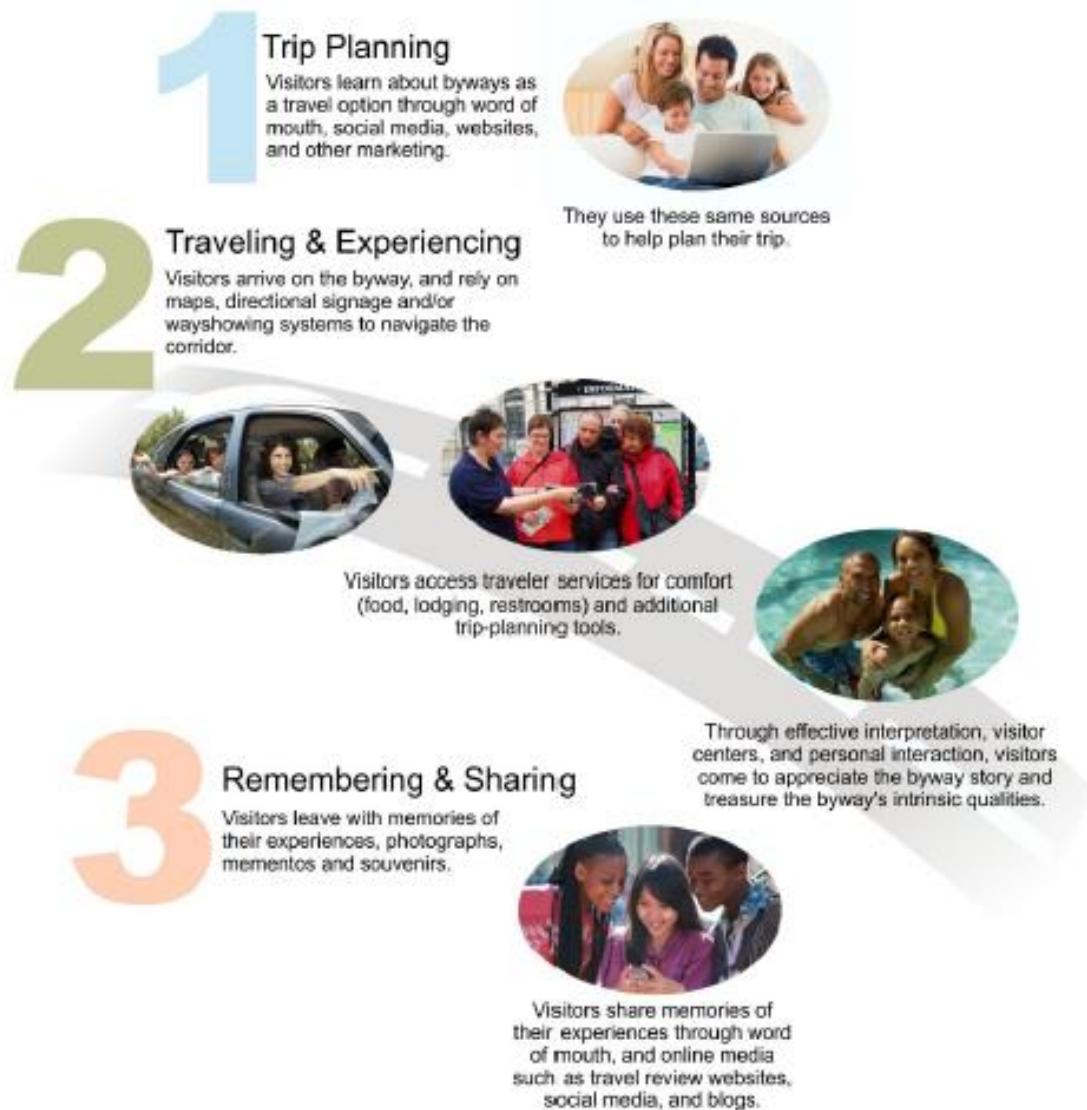 1
Trip Planning
Visitors learn about byways as
a travel option through word of
mouth, social media, websites,
and other marketing.
They use these same sources
to help plan their trip.
2
Traveling & Experiencing
Visitors arrive on the byway, and rely on
maps, directional signage and/or
wayshowing systems to navigate the
corridor.
Visitors access traveler services for comfort
(food, lodging, restrooms) and additional
trip-planning tools.
Through effective interpretation, visitor
centers, and personal interaction, visitors
come to appreciate the byway story and
treasure the byway's intrinsic qualities.
3
Remembering & Sharing
Visitors leave with memories of
their experiences, photographs,
mementos and souvenirs.
Visitors share memories of
their experiences through word
of mouth, and online media
such as travel review websites,
social media, and blogs.